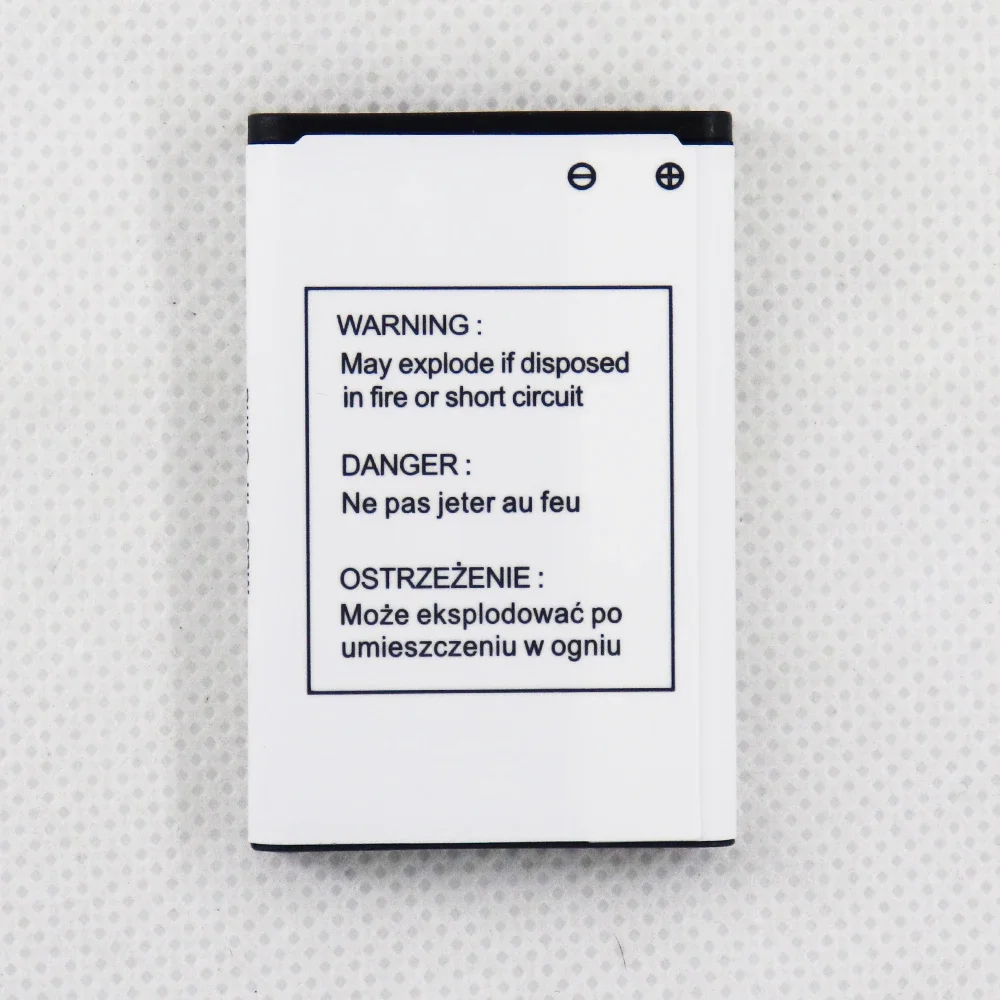 WARNING :
May explode if disposed
in fire or short circuit
DANGER :
Ne pas jeter au feu
OSTRZEŻENIE :
Może eksplodować po
umieszczeniu w ogniu